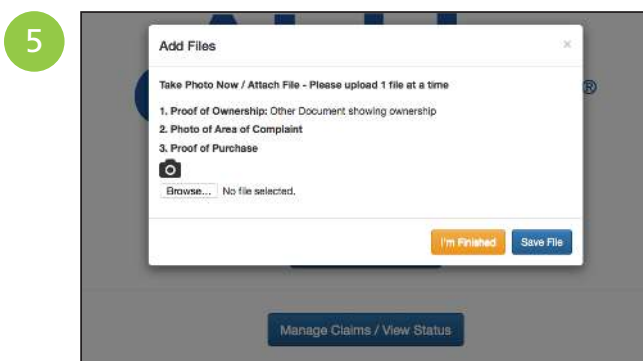 5
Add Files
×
Take Photo Now / Attach File - Please upload 1 file at a time
1. Proof of Ownership: Other Document showing ownership
2. Photo of Area of Complaint
3. Proof of Purchase
Browse... No file selected.
I'm Finished Save File
®
Manage Claims / View Status